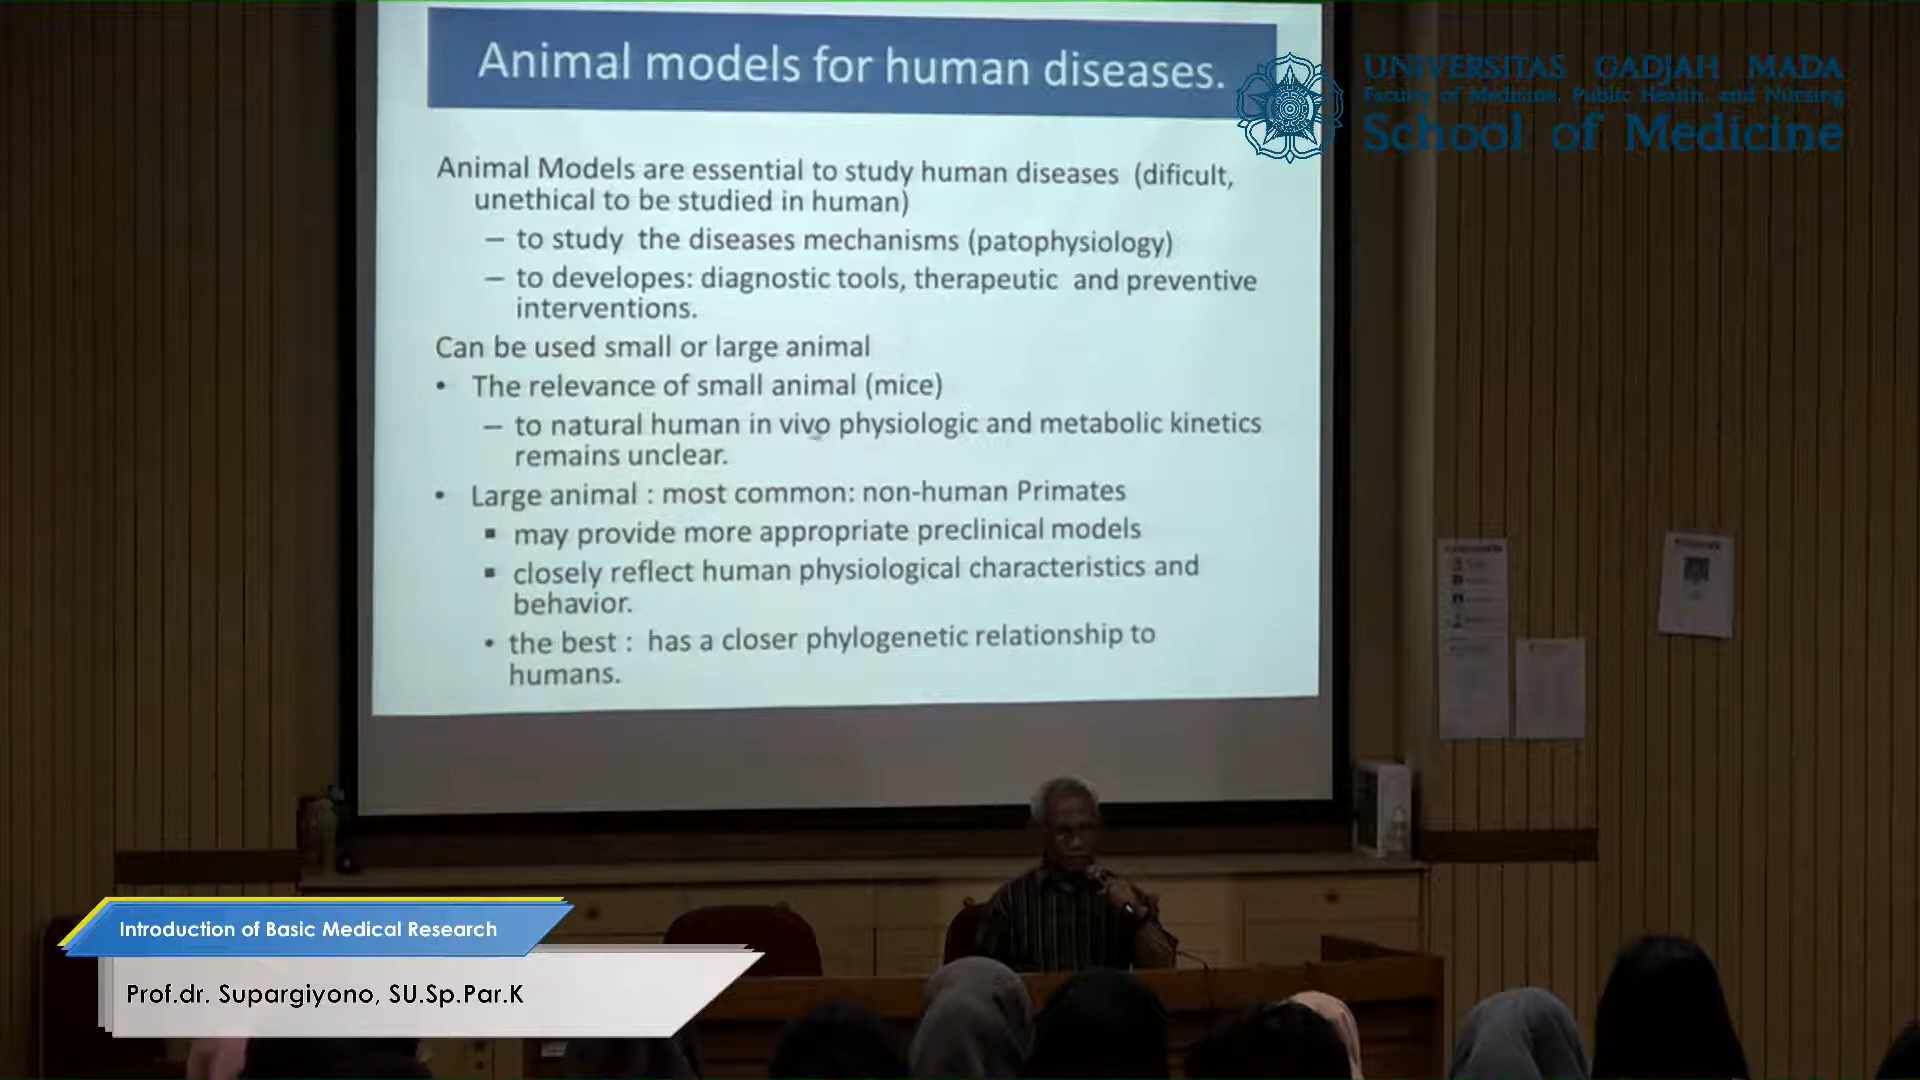 Animal models for human diseases.
UNIVERSITAS GADJAH MADA
Faculty of Medicine, Public Health, and Nursing
School of Medicine
Animal Models are essential to study human diseases (dificult,
unethical to be studied in human)
– to study the diseases mechanisms (patophysiology)
– to developes: diagnostic tools, therapeutic and preventive
interventions.
Can be used small or large animal
• The relevance of small animal (mice)
– to natural human in vivo physiologic and metabolic kinetics
remains unclear.
• Large animal : most common: non-human Primates
▪ may provide more appropriate preclinical models
▪ closely reflect human physiological characteristics and
behavior.
• the best : has a closer phylogenetic relationship to
humans.
Introduction of Basic Medical Research
Prof.dr. Supargiyono, SU.Sp.Par.K